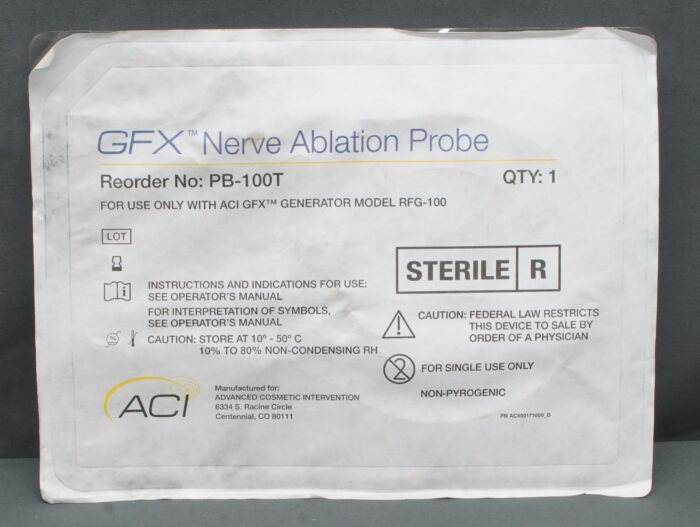 GFX™ Nerve Ablation Probe
Reorder No: PB-100T QTY: 1
FOR USE ONLY WITH ACI GFX™ GENERATOR MODEL RFG-100
LOT
STERILE R
INSTRUCTIONS AND INDICATIONS FOR USE:
SEE OPERATOR'S MANUAL
FOR INTERPRETATION OF SYMBOLS,
SEE OPERATOR'S MANUAL
CAUTION: STORE AT 10° - 50° C
10% TO 80% NON-CONDENSING RH
CAUTION: FEDERAL LAW RESTRICTS
THIS DEVICE TO SALE BY
ORDER OF A PHYSICIAN
2
FOR SINGLE USE ONLY
NON-PYROGENIC
ACI
Manufactured for:
ADVANCED COSMETIC INTERVENTION
6334 S. Racine Circle
Centennial, CO 80111
PN AC400171000_D